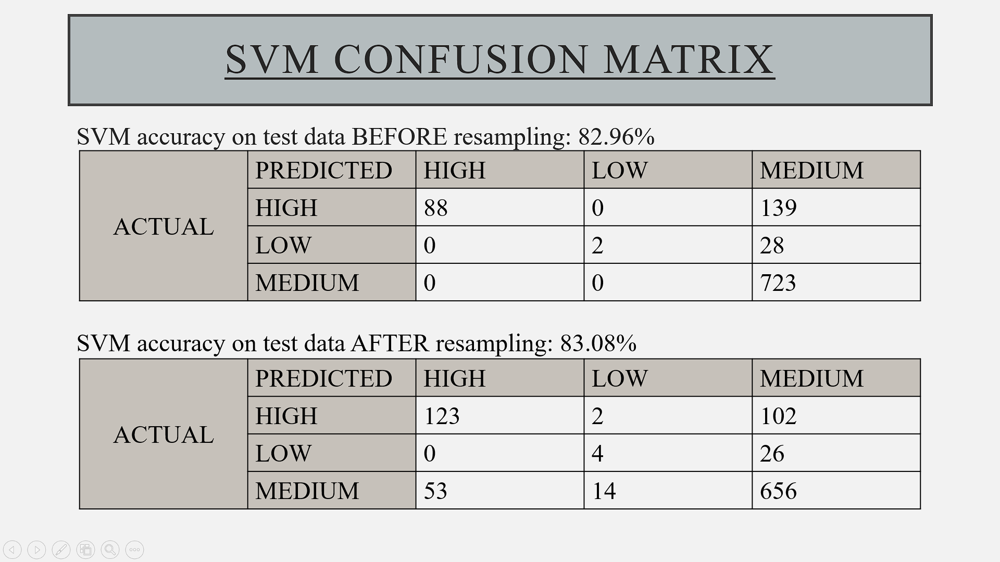 SVM CONFUSION MATRIX
SVM accuracy on test data BEFORE resampling: 82.96%
PREDICTED HIGH LOW MEDIUM
HIGH 88 0 139
ACTUAL
LOW 0 2 28
MEDIUM 0 0 723
SVM accuracy on test data AFTER resampling: 83.08%
PREDICTED HIGH LOW MEDIUM
HIGH 123 2 102
ACTUAL
LOW 0 4 26
MEDIUM 53 14 656